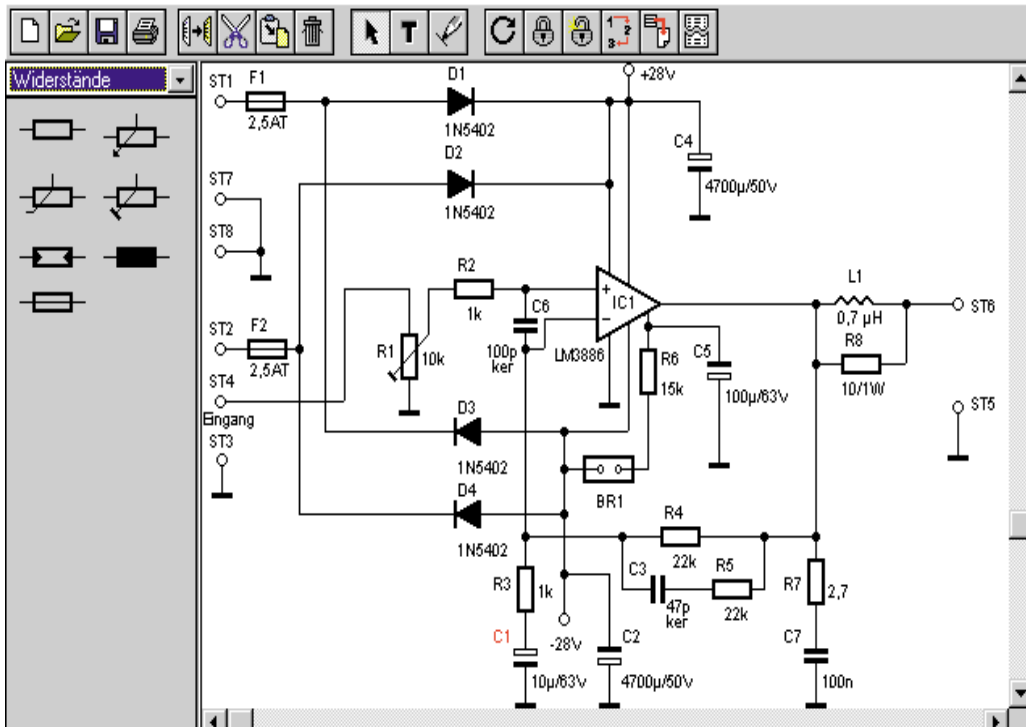 T
1
2
3
Widerstände
ST1
F1
2,5AT
D1
1N5402
+28V
D2
1N5402
C4
4700µ/50V
ST7
ST8
R2
1k
C6
100p
ker
+
−
IC1
LM3886
L1
0,7 µH
ST6
R8
10/1W
ST2
F2
2,5AT
R1
10k
R6
15k
C5
100µ/63V
ST4
Eingang
ST3
ST5
D3
1N5402
BR1
D4
1N5402
R4
22k
C3
47p
ker
R5
22k
R3
1k
R7
2,7
C1
10µ/63V
-28V
C2
4700µ/50V
C7
100n